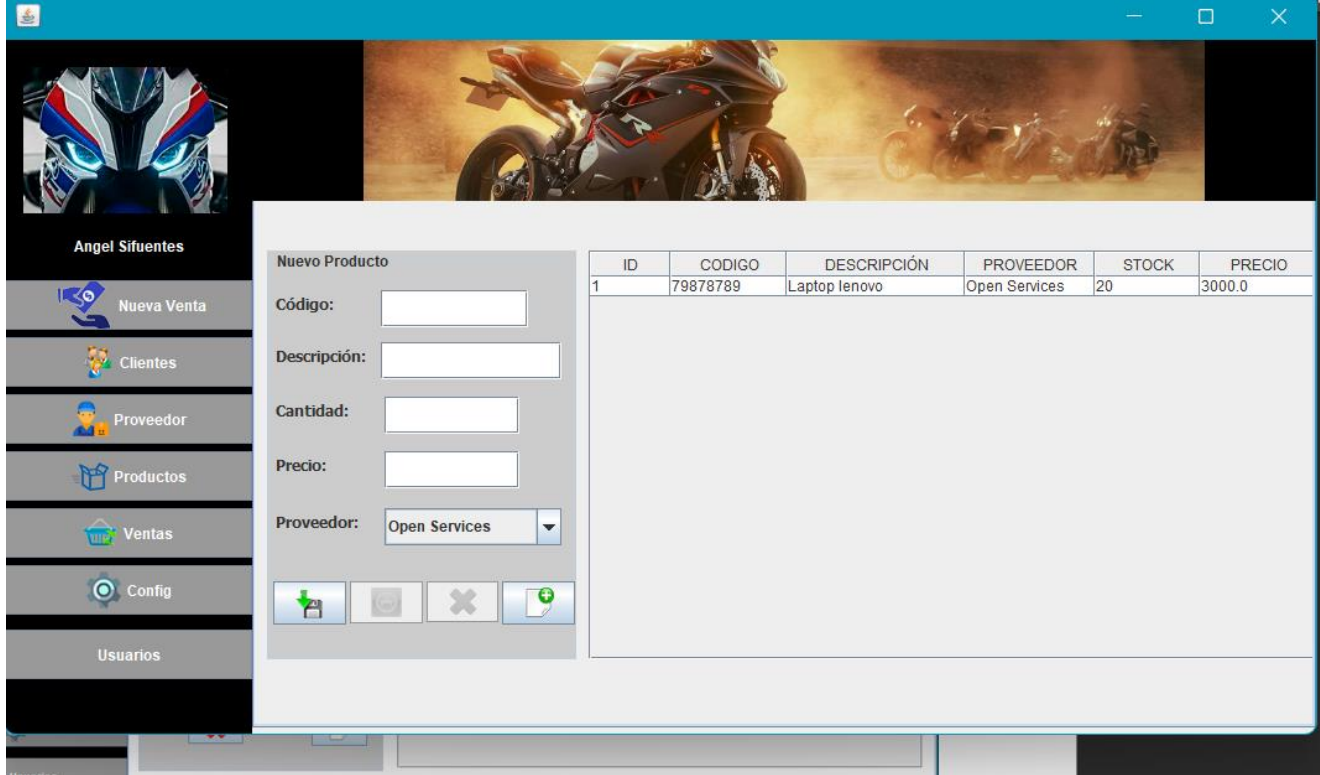 Angel Sifuentes
Nueva Venta
Clientes
Proveedor
Productos
Ventas
Config
Usuarios
Nuevo Producto
Código:
Descripción:
Cantidad:
Precio:
Proveedor: Open Services
ID CODIGO DESCRIPCIÓN PROVEEDOR STOCK PRECIO
1 79878789 Laptop lenovo Open Services 20 3000.0